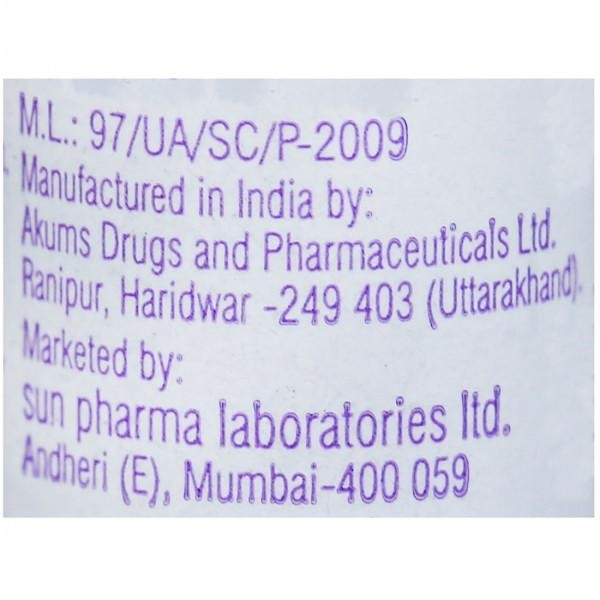 M.L.: 97/UA/SC/P-2009
Manufactured in India by:
Akums Drugs and Pharmaceuticals Ltd.
Ranipur, Haridwar -249 403 (Uttarakhand).
Marketed by:
sun pharma laboratories ltd.
Andheri (E), Mumbai-400 059